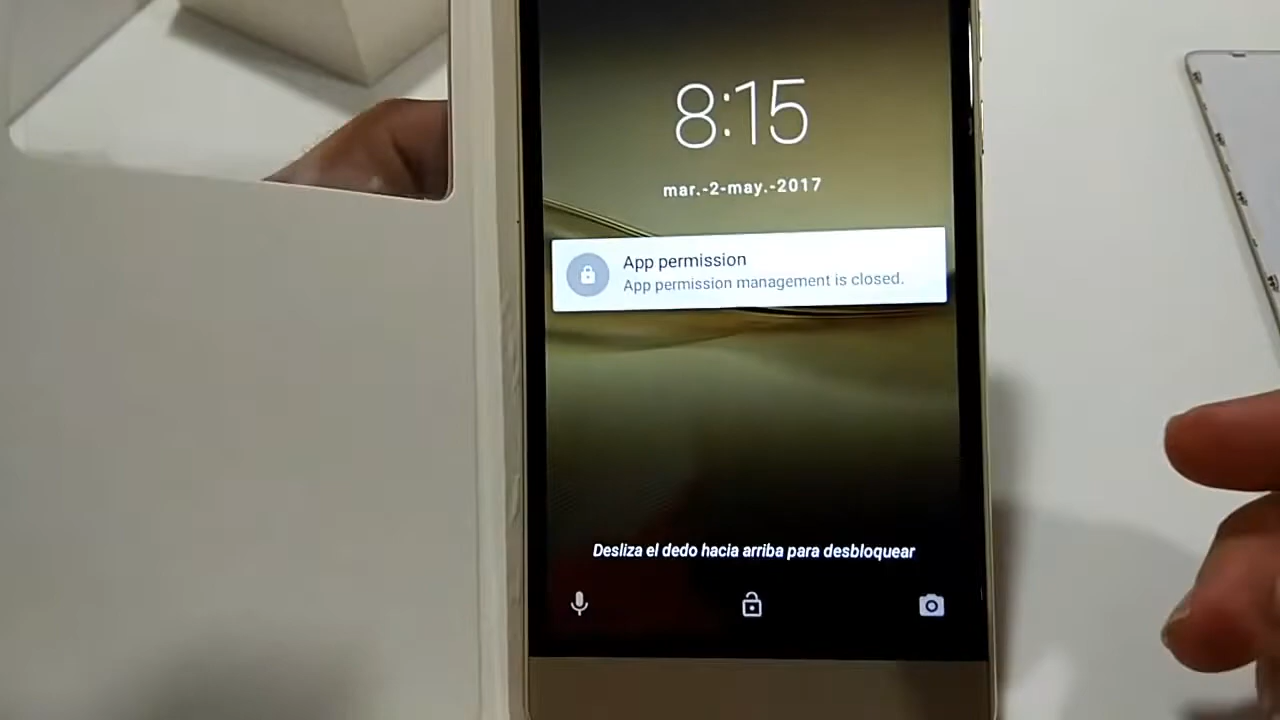 8:15
mar.-2-may.-2017
App permission
App permission management is closed.
Desliza el dedo hacia arriba para desbloquear